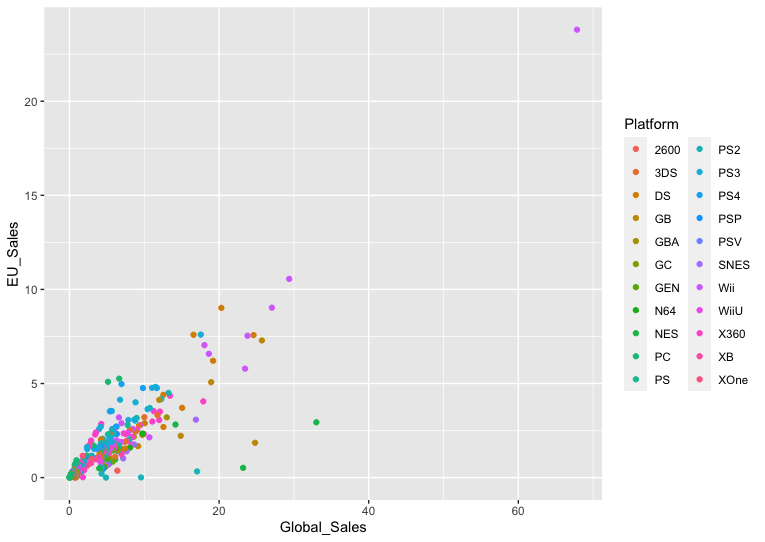 20
15
10
5
0
EU_Sales
0
20
40
60
Global_Sales
Platform
2600
3DS
DS
GB
GBA
GC
GEN
N64
NES
PC
PS
PS2
PS3
PS4
PSP
PSV
SNES
Wii
WiiU
X360
XB
XOne